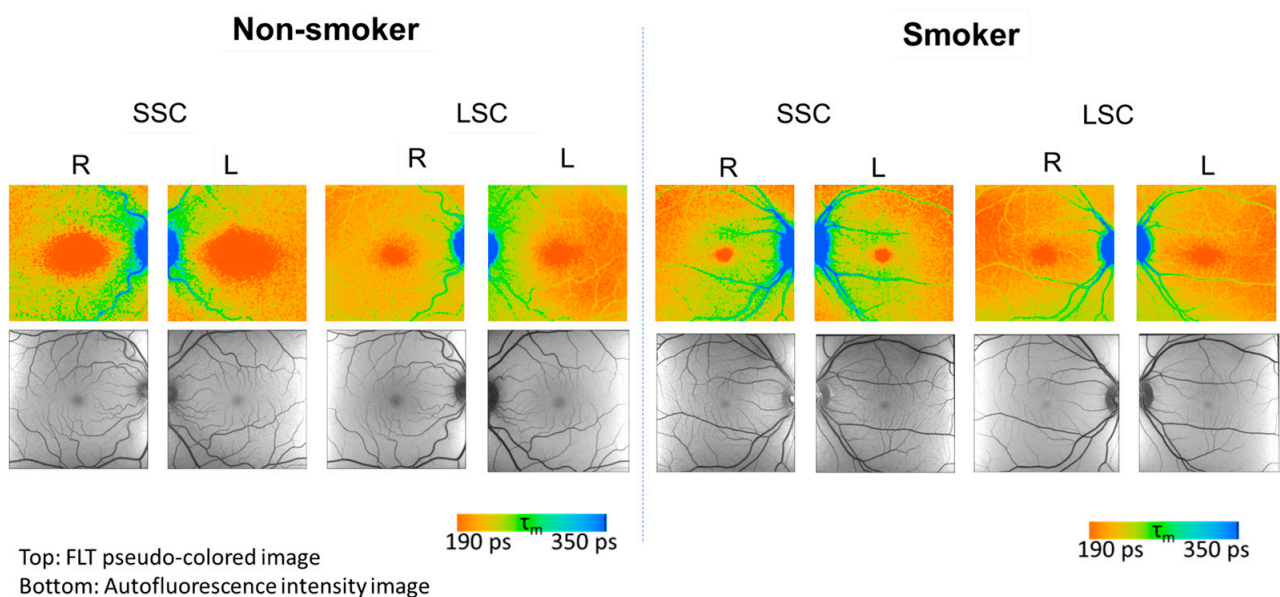 Non-smoker
Smoker
SSC
LSC
SSC
LSC
R
L
R
L
R
L
R
L
τm
190 ps 350 ps
τm
190 ps 350 ps
Top: FLT pseudo-colored image
Bottom: Autofluorescence intensity image